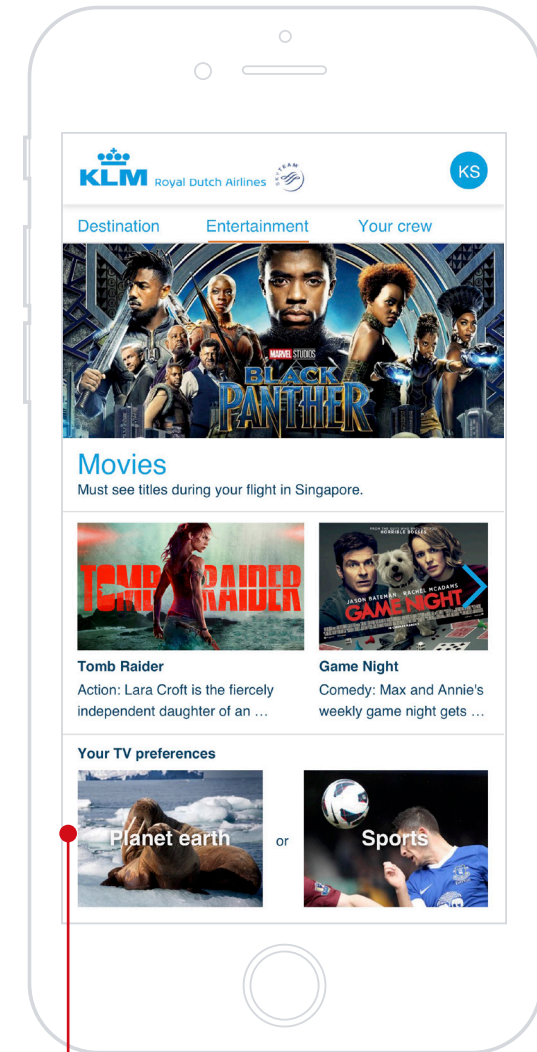 KLM Royal Dutch Airlines SKYTEAM
KS
Destination Entertainment Your crew
MARVEL STUDIOS
BLACK
PANTHER
Movies
Must see titles during your flight in Singapore.
TOMB RAIDER
HORRIBLE BOSSES
JASON BATEMAN RACHEL MCADAMS
GAME NIGHT
Tomb Raider
Action: Lara Croft is the fiercely
independent daughter of an …
Game Night
Comedy: Max and Annie's
weekly game night gets …
Your TV preferences
Planet earth
or
Sports